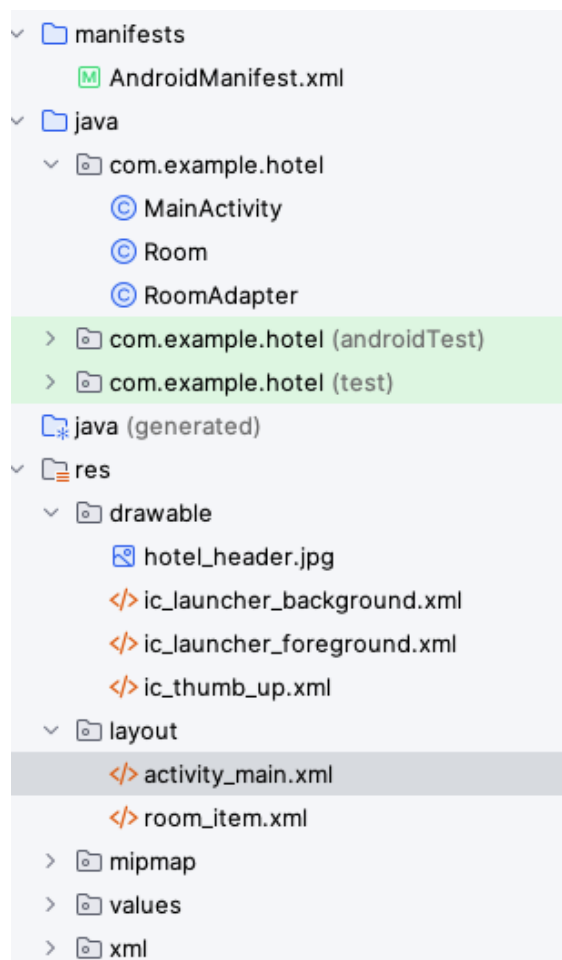 manifests
AndroidManifest.xml
java
com.example.hotel
MainActivity
Room
RoomAdapter
com.example.hotel (androidTest)
com.example.hotel (test)
java (generated)
res
drawable
hotel_header.jpg
ic_launcher_background.xml
ic_launcher_foreground.xml
ic_thumb_up.xml
layout
activity_main.xml
room_item.xml
mipmap
values
xml